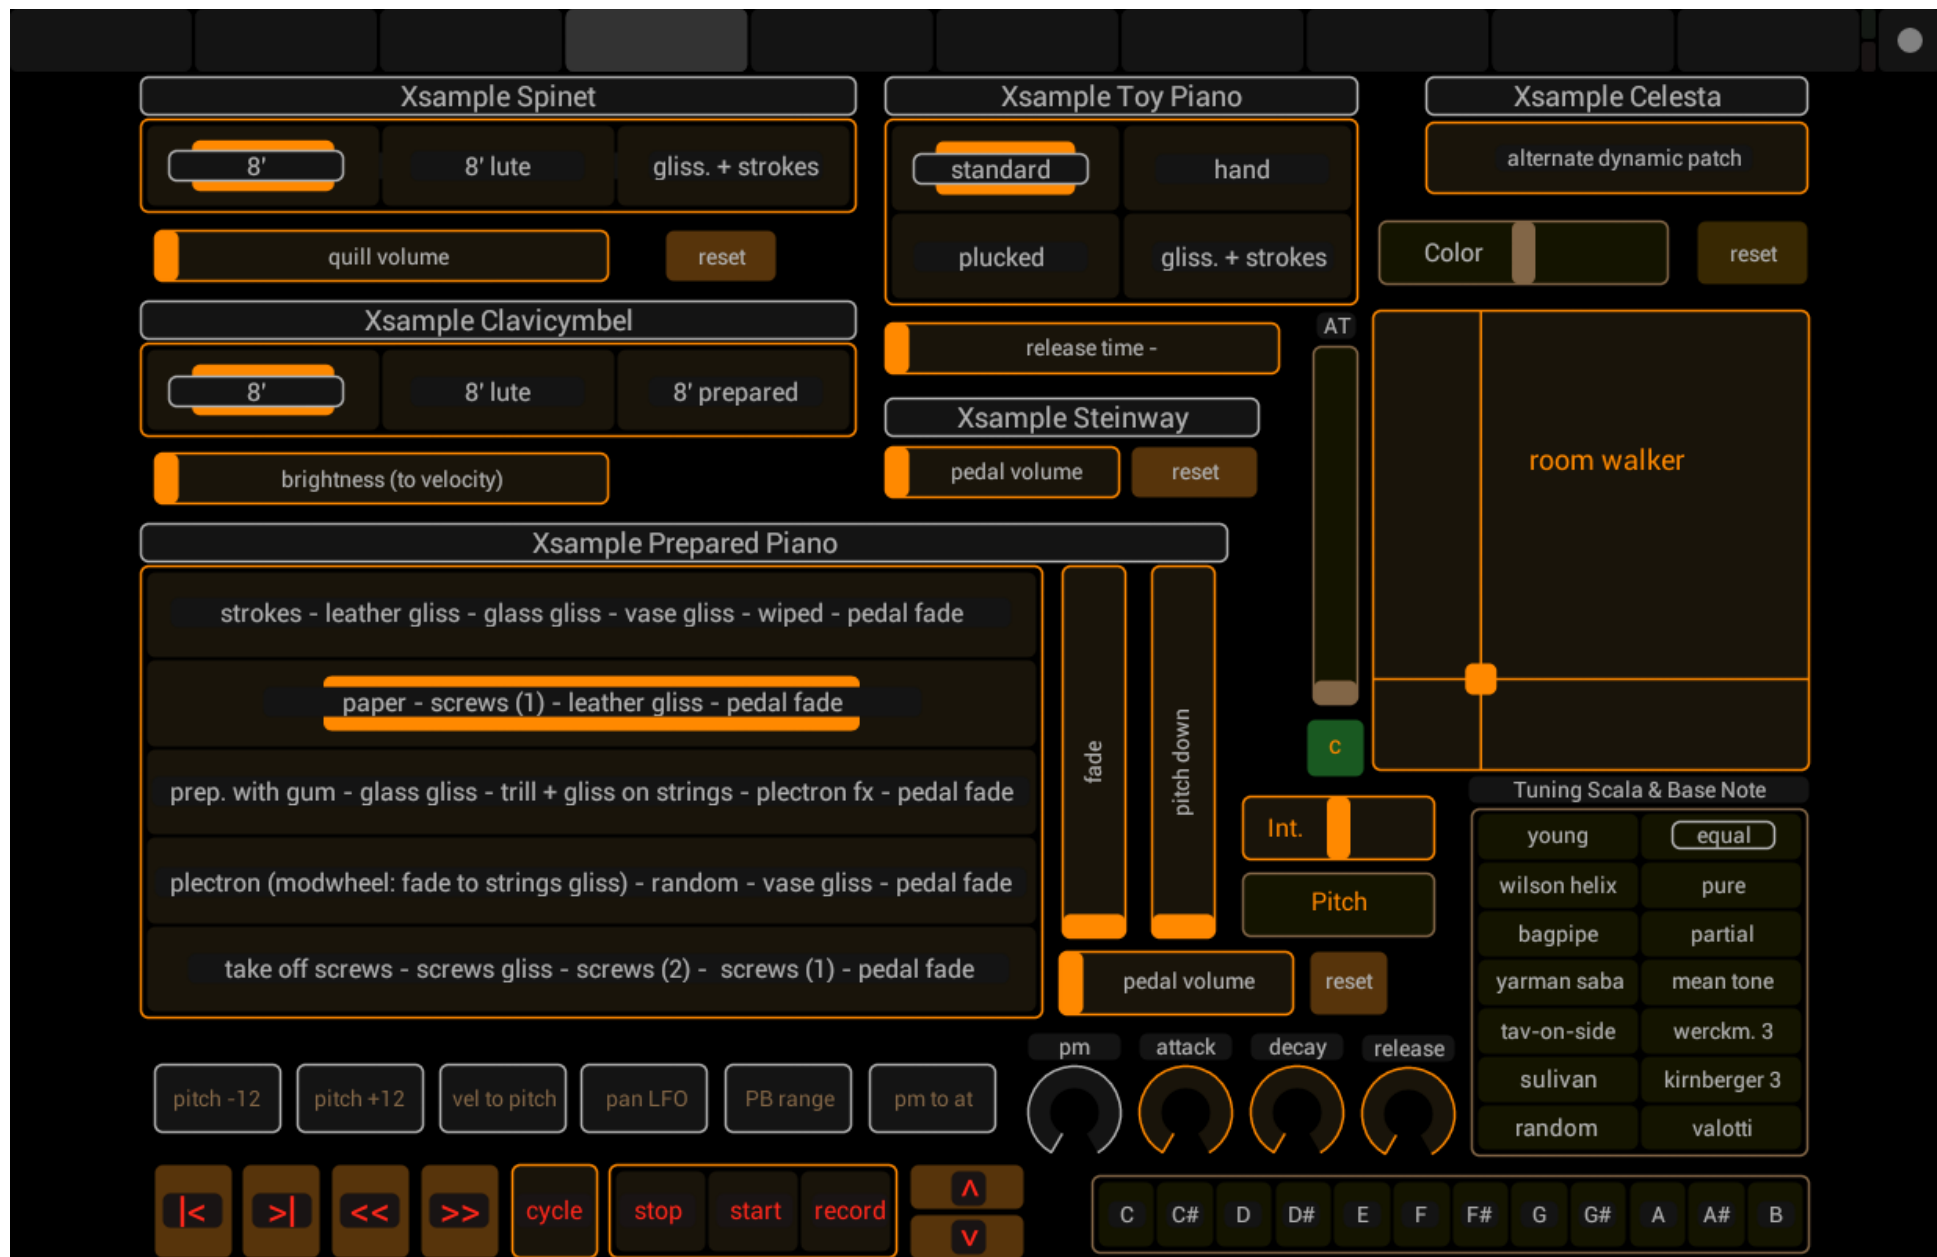 Xsample Spinet
8'
8' lute
gliss. + strokes
quill volume
reset
Xsample Clavicymbel
8'
8' lute
8' prepared
brightness (to velocity)
Xsample Toy Piano
standard
hand
plucked
gliss. + strokes
release time -
Xsample Steinway
pedal volume
reset
Xsample Celesta
alternate dynamic patch
Color
reset
AT
room walker
c
Xsample Prepared Piano
strokes - leather gliss - glass gliss - vase gliss - wiped - pedal fade
paper - screws (1) - leather gliss - pedal fade
prep. with gum - glass gliss - trill + gliss on strings - plectron fx - pedal fade
plectron (modwheel: fade to strings gliss) - random - vase gliss - pedal fade
take off screws - screws gliss - screws (2) - screws (1) - pedal fade
fade
pitch down
Int.
Pitch
pedal volume
reset
Tuning Scala & Base Note
young
equal
wilson helix
pure
bagpipe
partial
yarman saba
mean tone
tav-on-side
werckm. 3
sulivan
kirnberger 3
random
valotti
pm
attack
decay
release
pitch -12
pitch +12
vel to pitch
pan LFO
PB range
pm to at
|<
>|
<<
>>
cycle
stop
start
record
^
v
C
C#
D
D#
E
F
F#
G
G#
A
A#
B